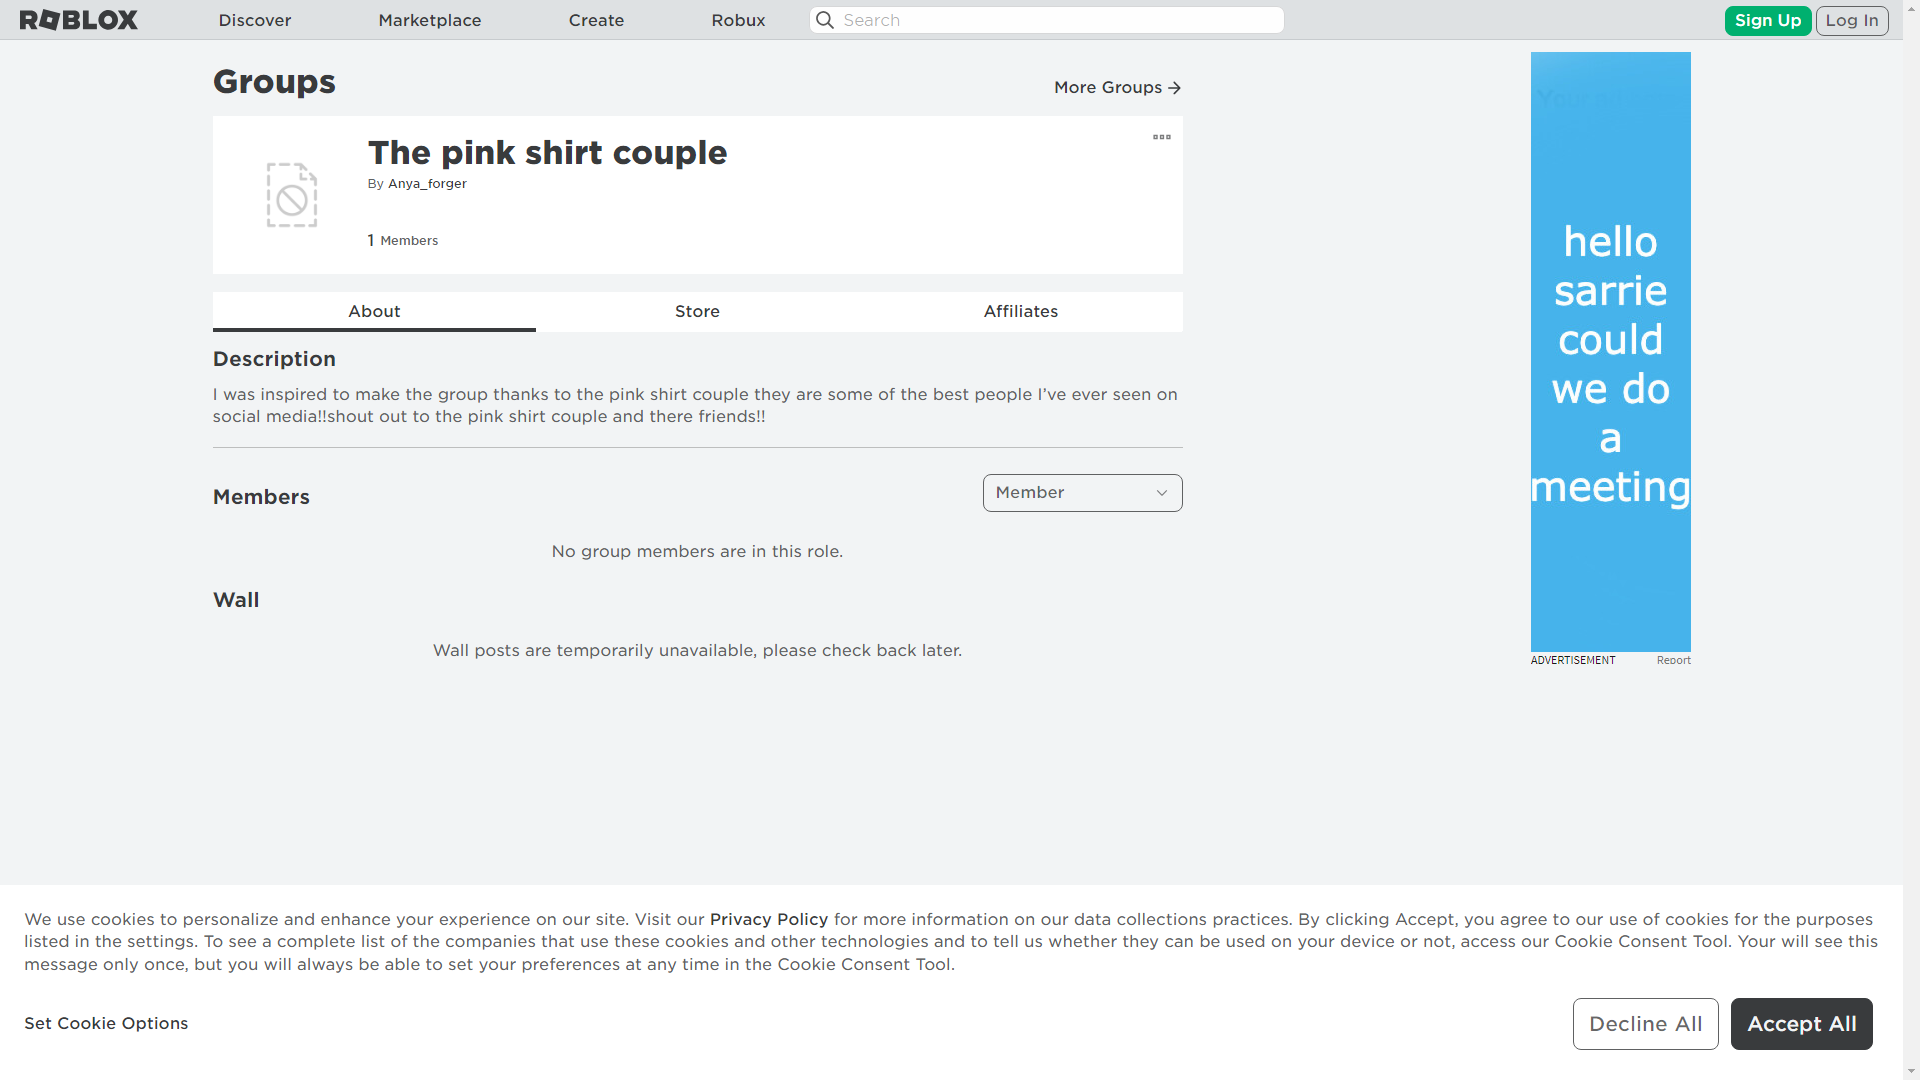 ROBLOX
Discover
Marketplace
Create
Robux
Search
Sign Up
Log In
Groups
More Groups
The pink shirt couple
By Anya_forger
1 Members
About
Store
Affiliates
Description
I was inspired to make the group thanks to the pink shirt couple they are some of the best people I’ve ever seen on
social media!!shout out to the pink shirt couple and there friends!!
Members
Member
No group members are in this role.
Wall
Wall posts are temporarily unavailable, please check back later.
hello
sarrie
could
we do
a
meeting
ADVERTISEMENT
Report
We use cookies to personalize and enhance your experience on our site. Visit our Privacy Policy for more information on our data collections practices. By clicking Accept, you agree to our use of cookies for the purposes
listed in the settings. To see a complete list of the companies that use these cookies and other technologies and to tell us whether they can be used on your device or not, access our Cookie Consent Tool. Your will see this
message only once, but you will always be able to set your preferences at any time in the Cookie Consent Tool.
Set Cookie Options
Decline All
Accept All